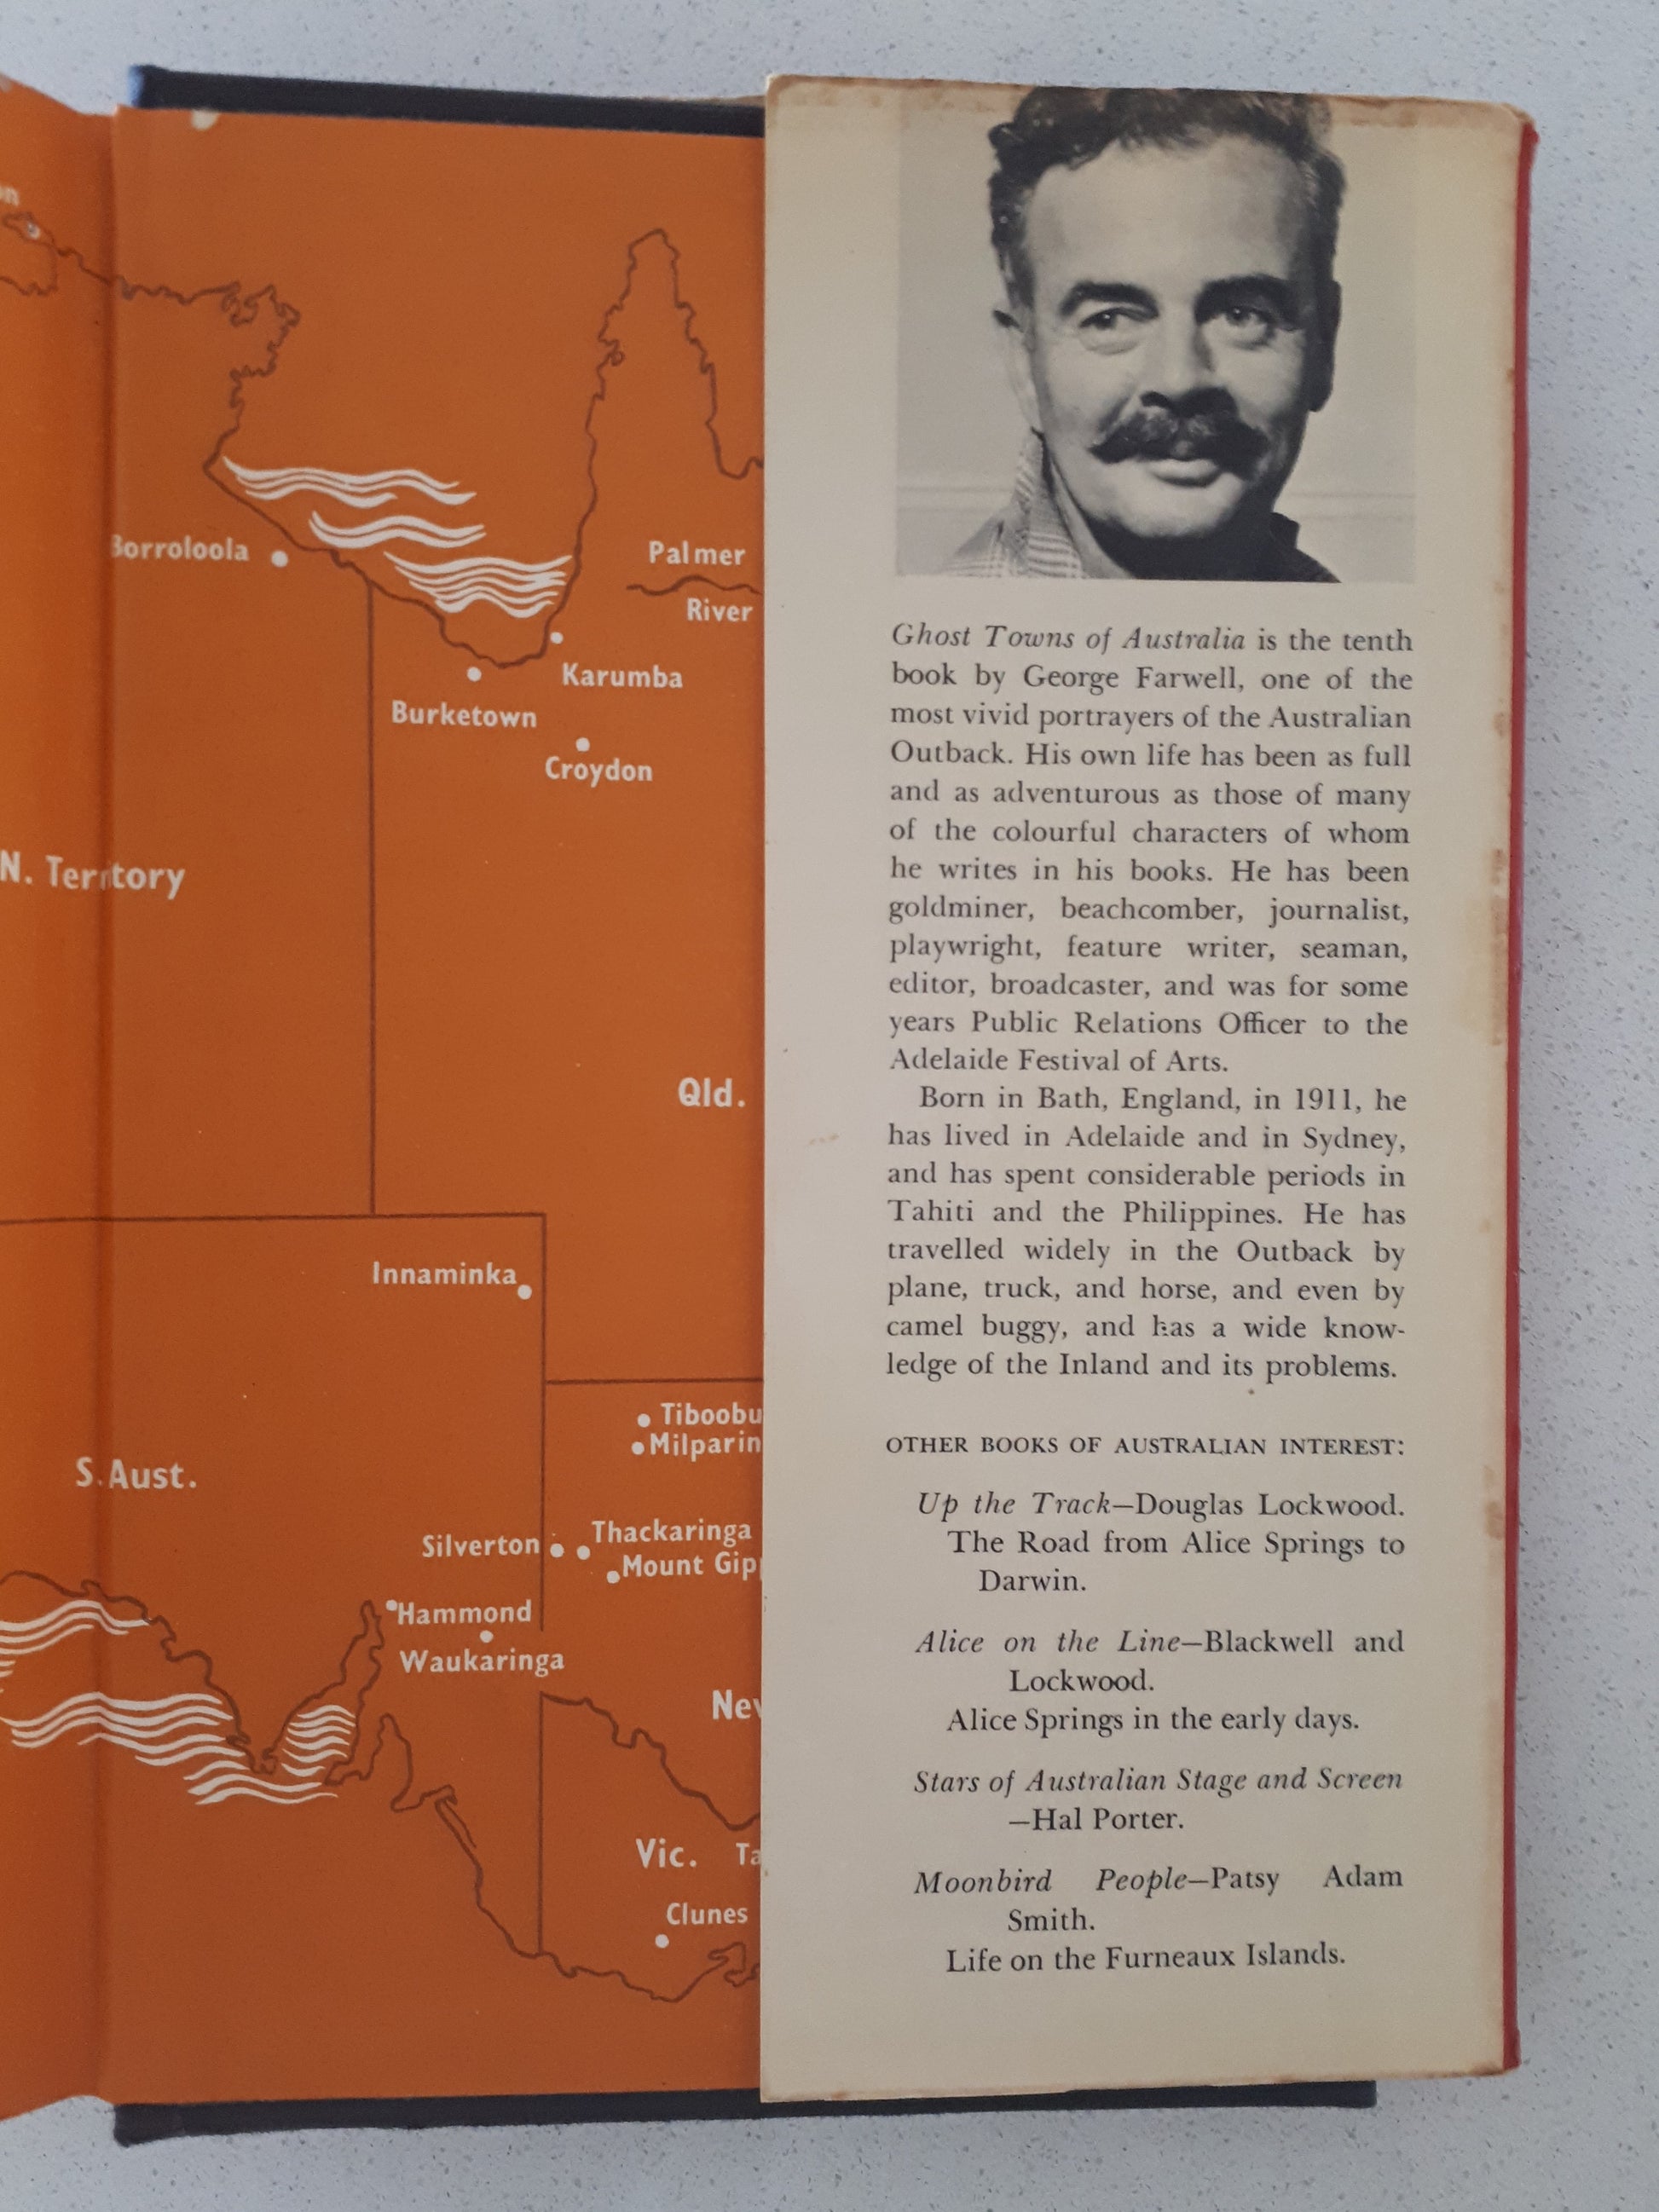 Borroloola
Palmer
River
Karumba
Burketown
Croydon
N. Territory
Qld.
Innaminka
S. Aust.
Silverton
Thackaringa
Hammond
Waukaringa
Mount
Vic.
Clunes
Ghost Towns of Australia is the tenth
book by George Farwell, one of the
most vivid portrayers of the Australian
Outback. His own life has been as full
and as adventurous as those of many
of the colourful characters of whom
he writes in his books. He has been
goldminer, beachcomber, journalist,
playwright, feature writer, seaman,
editor, broadcaster, and was for some
years Public Relations Officer to the
Adelaide Festival of Arts.
Born in Bath, England, in 1911, he
has lived in Adelaide and in Sydney,
and has spent considerable periods in
Tahiti and the Philippines. He has
travelled widely in the Outback by
plane, truck, and horse, and even by
camel buggy, and has a wide know-
ledge of the Inland and its problems.
OTHER BOOKS OF AUSTRALIAN INTEREST:
Up the Track—Douglas Lockwood.
The Road from Alice Springs to
Darwin.
Alice on the Line—Blackwell and
Lockwood.
Alice Springs in the early days.
Stars of Australian Stage and Screen
—Hal Porter.
Moonbird People—Patsy Adam
Smith.
Life on the Furneaux Islands.